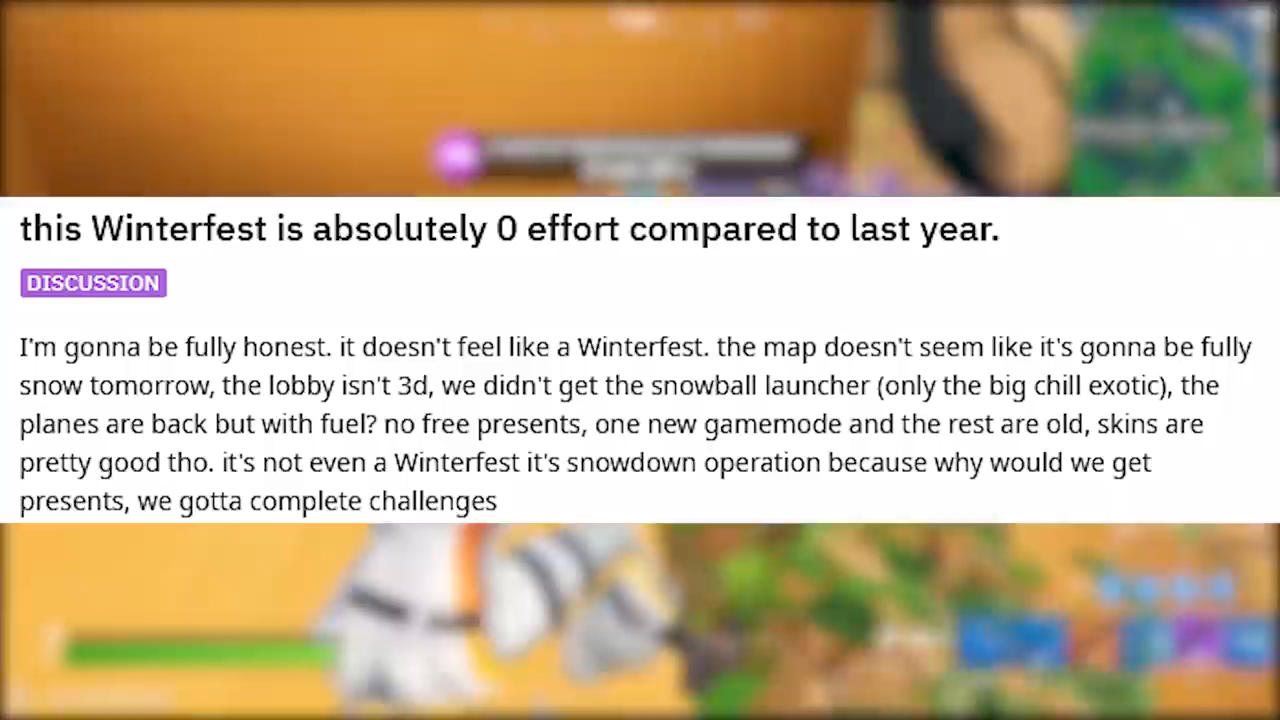 this Winterfest is absolutely 0 effort compared to last year.
DISCUSSION
I'm gonna be fully honest. it doesn't feel like a Winterfest. the map doesn't seem like it's gonna be fully
snow tomorrow, the lobby isn't 3d, we didn't get the snowball launcher (only the big chill exotic), the
planes are back but with fuel? no free presents, one new gamemode and the rest are old, skins are
pretty good tho. it's not even a Winterfest it's snowdown operation because why would we get
presents, we gotta complete challenges